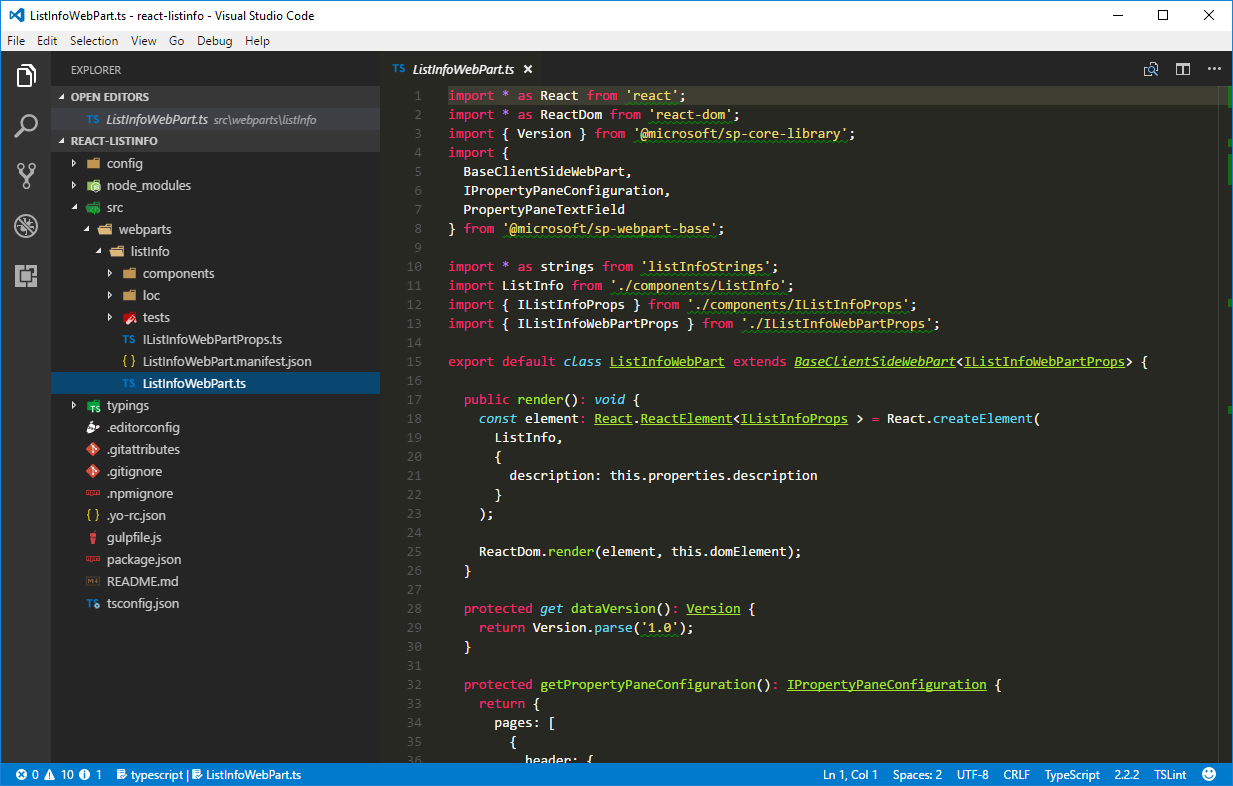 ListInfoWebPart.ts - react-listinfo - Visual Studio Code
File Edit Selection View Go Debug Help
EXPLORER
OPEN EDITORS
TS ListInfoWebPart.ts src\webparts\listInfo
REACT-LISTINFO
config
node_modules
src
webparts
listInfo
components
loc
tests
TS IListInfoWebPartProps.ts
{ } ListInfoWebPart.manifest.json
TS ListInfoWebPart.ts
TS typings
.editorconfig
.gitattributes
.gitignore
npm .npmignore
{ } .yo-rc.json
gulpfile.js
npm package.json
M README.md
TS tsconfig.json
TS ListInfoWebPart.ts
1 import * as React from 'react';
2 import * as ReactDom from 'react-dom';
3 import { Version } from '@microsoft/sp-core-library';
4 import {
5 BaseClientSideWebPart,
6 IPropertyPaneConfiguration,
7 PropertyPaneTextField
8 } from '@microsoft/sp-webpart-base';
9
10 import * as strings from 'listInfoStrings';
11 import ListInfo from './components/ListInfo';
12 import { IListInfoProps } from './components/IListInfoProps';
13 import { IListInfoWebPartProps } from './IListInfoWebPartProps';
14
15 export default class ListInfoWebPart extends BaseClientSideWebPart<IListInfoWebPartProps> {
16
17 public render(): void {
18 const element: React.ReactElement<IListInfoProps > = React.createElement(
19 ListInfo,
20 {
21 description: this.properties.description
22 }
23 );
24
25 ReactDom.render(element, this.domElement);
26 }
27
28 protected get dataVersion(): Version {
29 return Version.parse('1.0');
30 }
31
32 protected getPropertyPaneConfiguration(): IPropertyPaneConfiguration {
33 return {
34 pages: [
35 {
36 header: {
0 10 1 typescript | ListInfoWebPart.ts
Ln 1, Col 1 Spaces: 2 UTF-8 CRLF TypeScript 2.2.2 TSLint